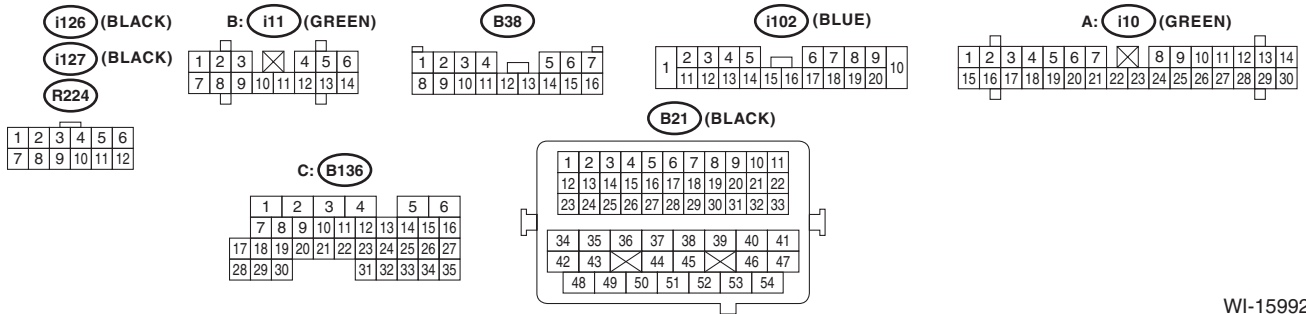 i126 (BLACK) B: i11 (GREEN) B38 i102 (BLUE) A: i10 (GREEN)
i127 (BLACK)
R224
1 2 3 4 5 6
7 8 9 10 11 12 13 14
1 2 3 4 5 6 7
8 9 10 11 12 13 14 15 16
1 2 3 4 5 6 7 8 9 10
11 12 13 14 15 16 17 18 19 20
1 2 3 4 5 6 7 8 9 10 11 12 13 14
15 16 17 18 19 20 21 22 23 24 25 26 27 28 29 30
1 2 3 4 5 6
7 8 9 10 11 12
B21 (BLACK)
C: B136
1 2 3 4 5 6
7 8 9 10 11 12 13 14 15 16
17 18 19 20 21 22 23 24 25 26 27
28 29 30 31 32 33 34 35
1 2 3 4 5 6 7 8 9 10 11
12 13 14 15 16 17 18 19 20 21 22
23 24 25 26 27 28 29 30 31 32 33
34 35 36 37 38 39 40 41
42 43 44 45 46 47
48 49 50 51 52 53 54
WI-15992